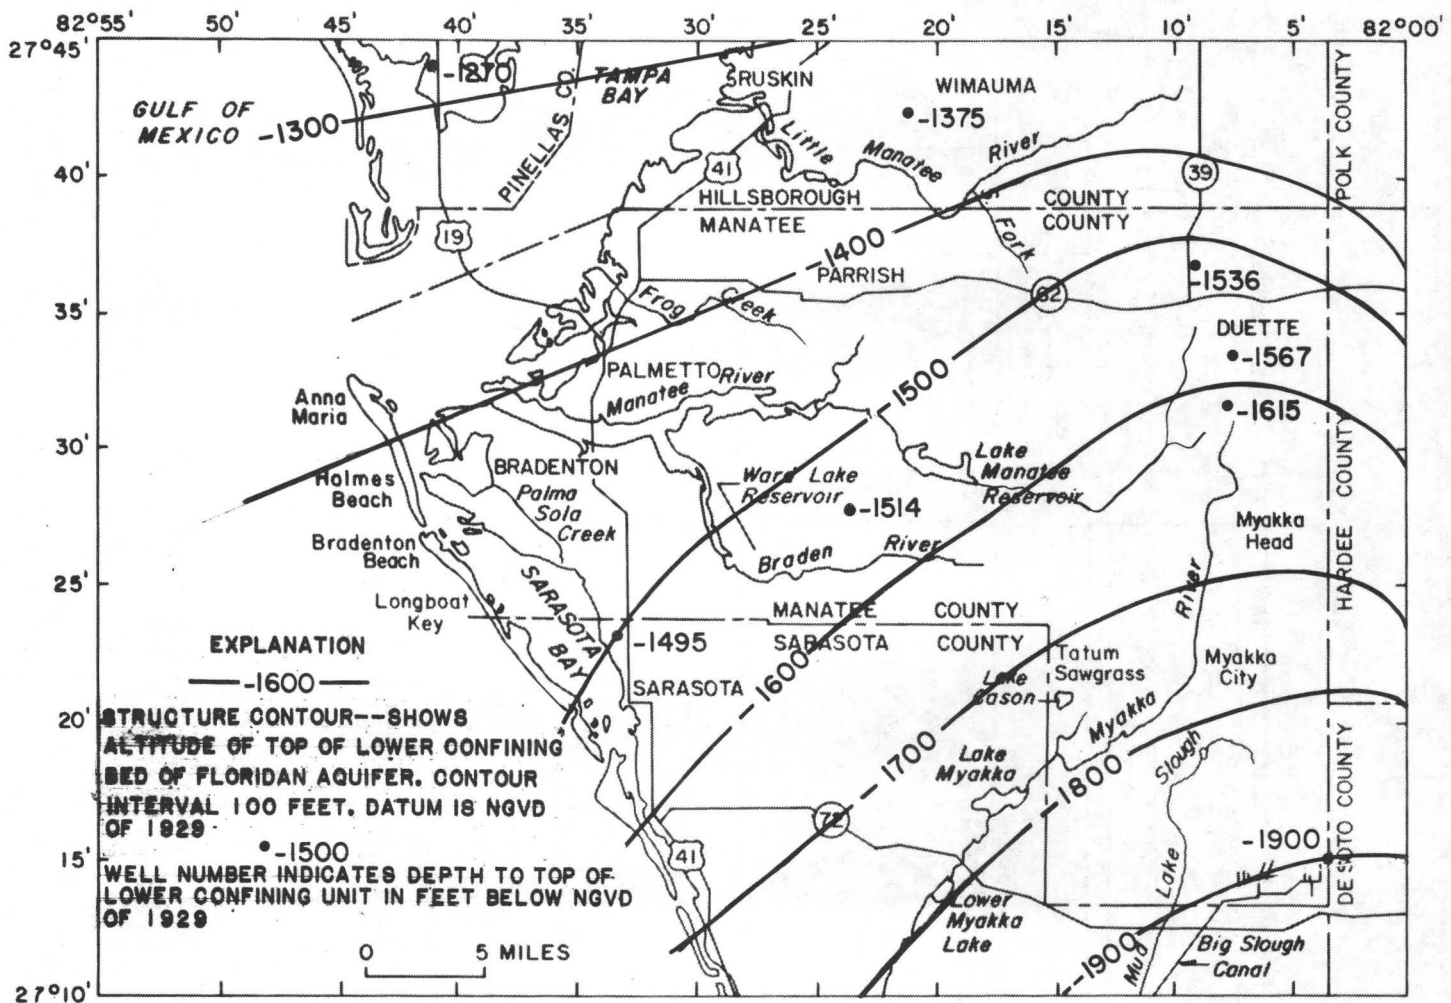 82°55'
50'
45'
40'
35'
30'
25'
20'
15'
10'
5'
82°00'
27°45'
40'
35'
30'
25'
20'
15'
27°10'
GULF OF
MEXICO
-1300
-1270
TAMPA
BAY
PINELLAS CO.
RUSKIN
WIMAUMA
-1375
Little Manatee River
S. Fork
41
39
19
HILLSBOROUGH COUNTY
MANATEE COUNTY
POLK COUNTY
-1400
PARRISH
62
-1536
Frog Creek
DUETTE
-1567
-1500
-1615
PALMETTO
Manatee River
Anna
Maria
Holmes
Beach
BRADENTON
Palma
Sola
Creek
Ward Lake
Reservoir
-1514
Lake
Manatee
Reservoir
Bradenton
Beach
Braden River
Myakka
Head
HARDEE COUNTY
Longboat
Key
SARASOTA
BAY
MANATEE COUNTY
SARASOTA COUNTY
-1495
SARASOTA
-1600
Tatum
Sawgrass
Lake
Cason
Myakka River
Myakka
City
-1700
Lake
Myakka
-1800
72
41
Mud Lake Slough
-1900
DE SOTO COUNTY
Lower
Myakka
Lake
-1900
Big Slough
Canal
EXPLANATION
-1600
STRUCTURE CONTOUR--SHOWS
ALTITUDE OF TOP OF LOWER CONFINING
BED OF FLORIDAN AQUIFER. CONTOUR
INTERVAL 100 FEET. DATUM IS NGVD
OF 1929
-1500
WELL NUMBER INDICATES DEPTH TO TOP OF
LOWER CONFINING UNIT IN FEET BELOW NGVD
OF 1929
0 5 MILES